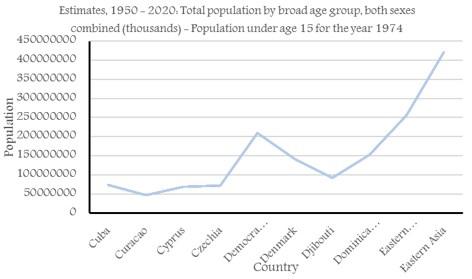 Estimates, 1950 - 2020: Total population by broad age group, both sexes
combined (thousands) - Population under age 15 for the year 1974
450000000
400000000
350000000
300000000
250000000
200000000
150000000
100000000
50000000
0
Population
Cuba
Curacao
Cyprus
Czechia
Democra...
Denmark
Djibouti
Dominica...
Eastern...
Eastern Asia
Country